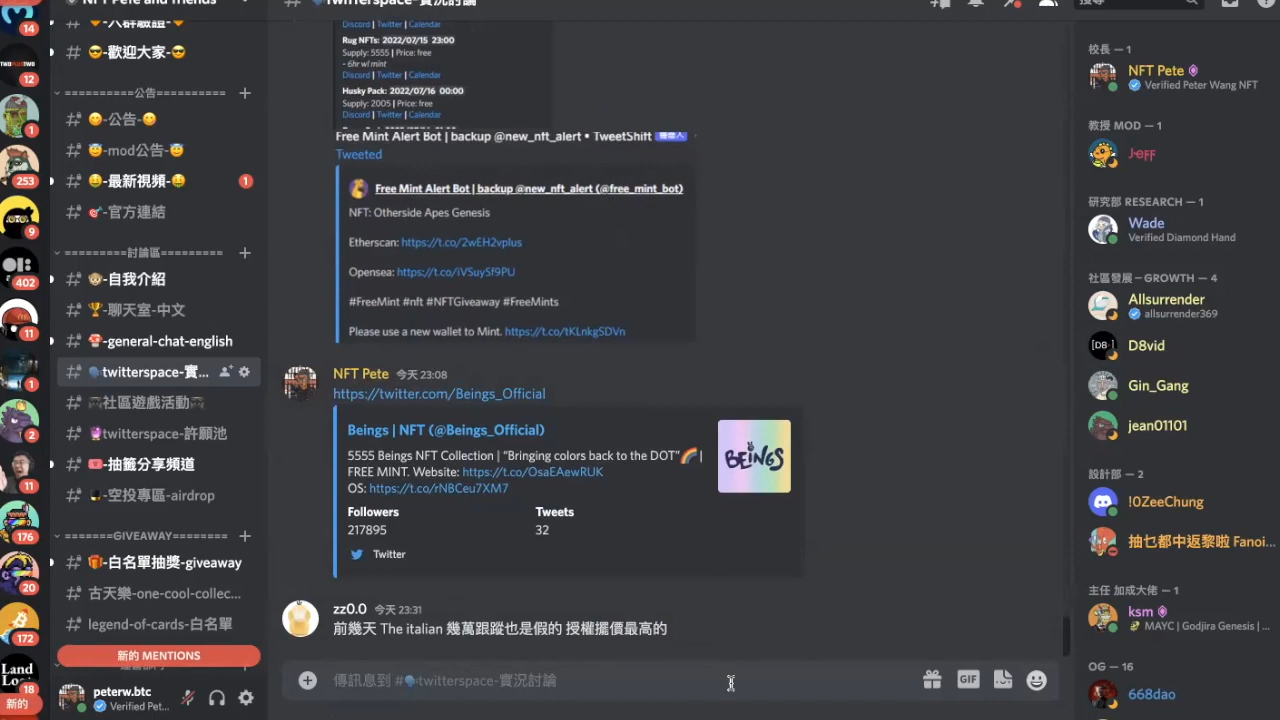 NFT Pete and friends
twitterspace-實況討論
搜尋
14
12
1
253
9
402
11
1
2
11
176
20
172
Land
18
新的
-人群驗證-
-歡迎大家-
==========公告==========
-公告-
-mod公告-
-最新視頻-
1
-官方連結
=========討論區=========
-自我介紹
-聊天室-中文
-general-chat-english
twitterspace-實...
社區遊戲活動
twitterspace-許願池
-抽籤分享頻道
-空投專區-airdrop
=======GIVEAWAY========
-白名單抽獎-giveaway
古天樂-one-cool-collec...
legend-of-cards-白名單
新的 MENTIONS
peterw.btc
Verified Pet...
Discord | Twitter | Calendar
Rug NFTs: 2022/07/15 23:00
Supply: 5555 | Price: free
- 6hr wl mint
Discord | Twitter | Calendar
Husky Pack: 2022/07/16 00:00
Supply: 2005 | Price: free
Discord | Twitter | Calendar
Free Mint Alert Bot | backup @new_nft_alert • TweetShift 機器人
Tweeted
Free Mint Alert Bot | backup @new_nft_alert (@free_mint_bot)
NFT: Otherside Apes Genesis
Etherscan: https://t.co/2wEH2vplus
Opensea: https://t.co/iVSuySf9PU
#FreeMint #nft #NFTGiveaway #FreeMints
Please use a new wallet to Mint. https://t.co/tKLnkgSDVn
NFT Pete 今天 23:08
https://twitter.com/Beings_Official
Beings | NFT (@Beings_Official)
5555 Beings NFT Collection | "Bringing colors back to the DOT"🌈 |
FREE MINT. Website: https://t.co/OsaEAewRUK
OS: https://t.co/rNBCeu7XM7
Followers Tweets
217895 32
Twitter
BEINGS
zz0.0 今天 23:31
前幾天 The italian 幾萬跟蹤也是假的 授權擺價最高的
傳訊息到 #twitterspace-實況討論
GIF
校長 — 1
NFT Pete
Verified Peter Wang NFT
教授 MOD — 1
J-OFF
研究部 RESEARCH — 1
Wade
Verified Diamond Hand
社區發展 – GROWTH — 4
Allsurrender
allsurrender369
[D8-]
D8vid
Gin_Gang
jean01101
設計部 — 2
!0ZeeChung
抽乜都中返黎啦 Fanoi...
主任 加成大佬 — 1
ksm
MAYC | Godjira Genesis | ...
OG — 16
668dao